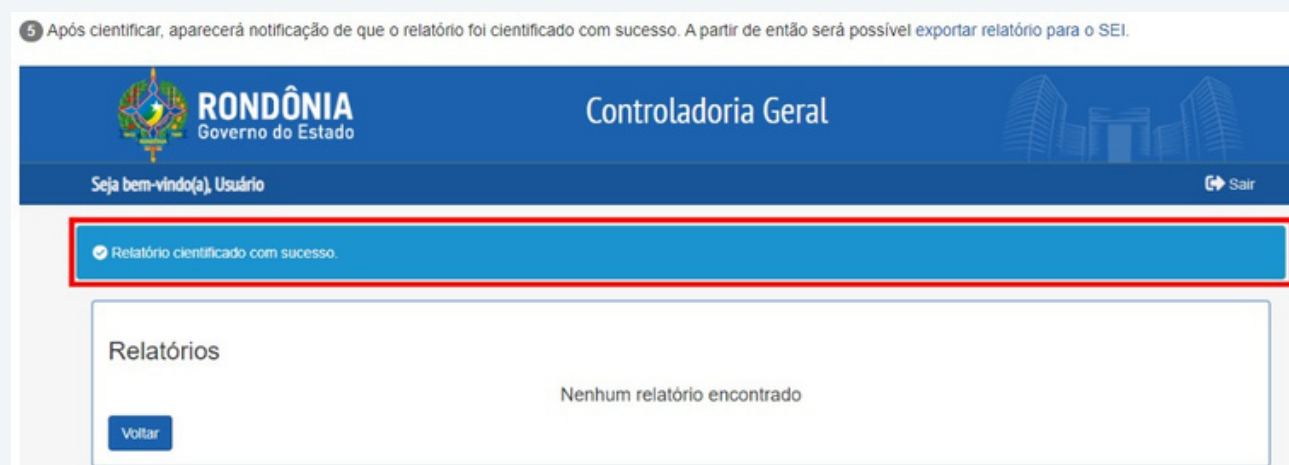 5 Após cientificar, aparecerá notificação de que o relatório foi cientificado com sucesso. A partir de então será possível exportar relatório para o SEI.
RONDÔNIA
Governo do Estado
Controladoria Geral
Seja bem-vindo(a), Usuário
Sair
Relatório cientificado com sucesso.
Relatórios
Nenhum relatório encontrado
Voltar